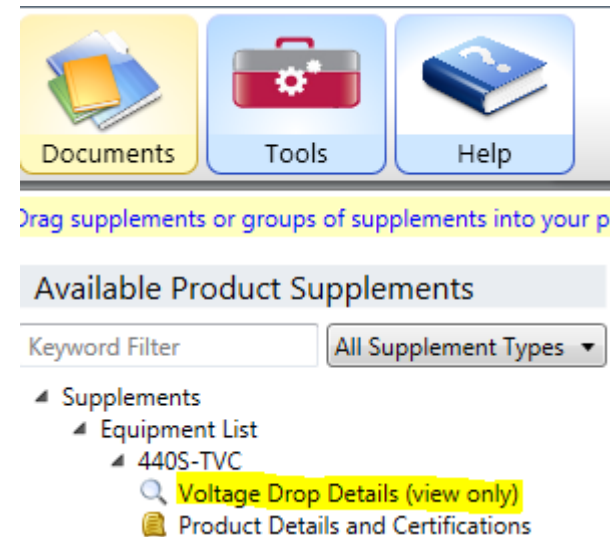 Documents
Tools
Help
Drag supplements or groups of supplements into your p
Available Product Supplements
Keyword Filter
All Supplement Types
Supplements
Equipment List
440S-TVC
Voltage Drop Details (view only)
Product Details and Certifications